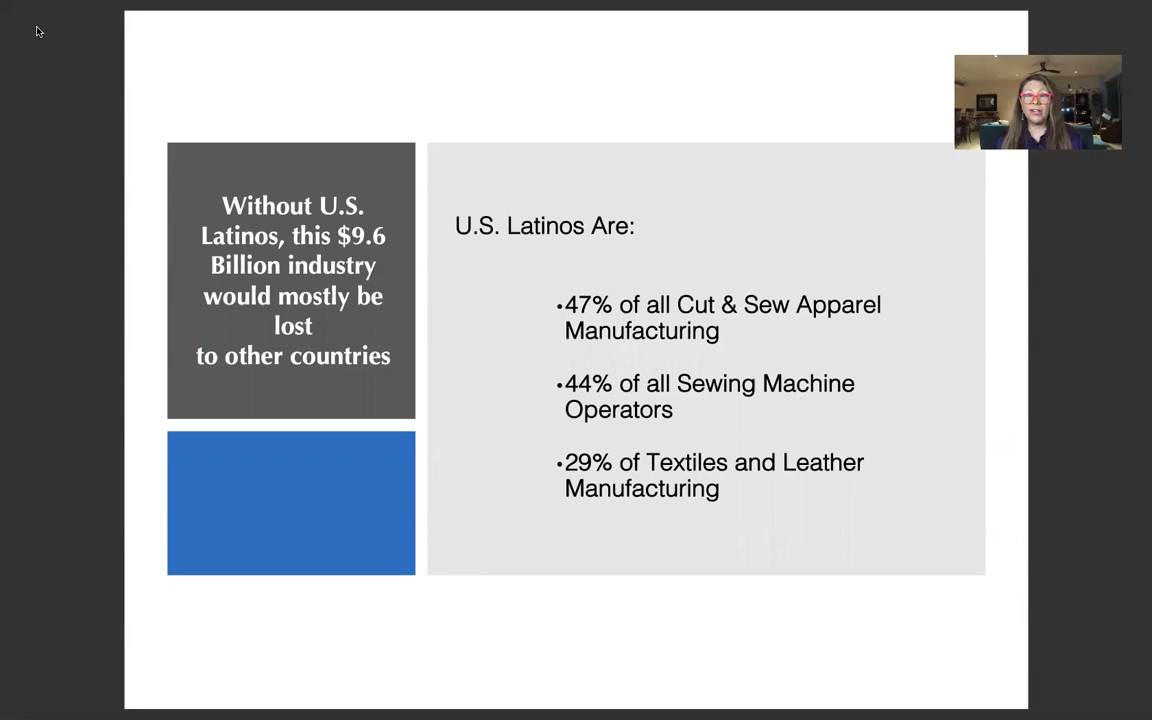 Without U.S.
Latinos, this $9.6
Billion industry
would mostly be
lost
to other countries
U.S. Latinos Are:
•47% of all Cut & Sew Apparel
Manufacturing
•44% of all Sewing Machine
Operators
•29% of Textiles and Leather
Manufacturing